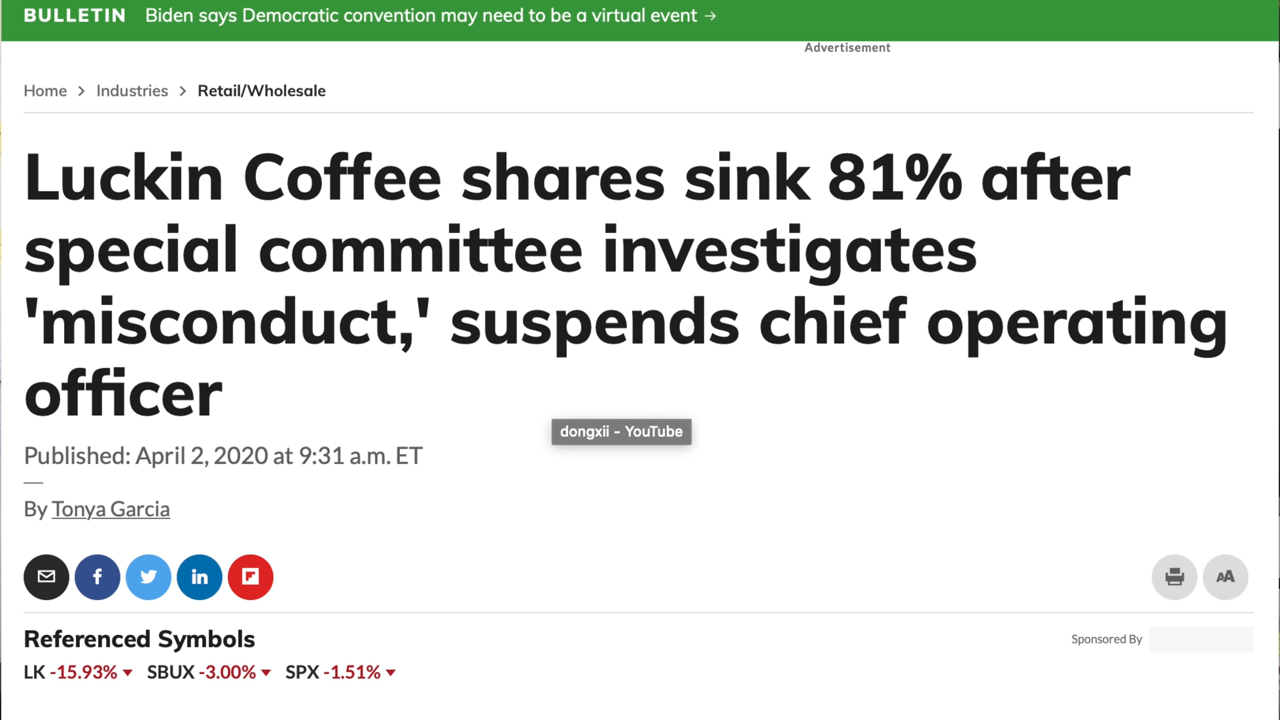 BULLETIN Biden says Democratic convention may need to be a virtual event →
Advertisement
Home > Industries > Retail/Wholesale
Luckin Coffee shares sink 81% after
special committee investigates
'misconduct,' suspends chief operating
officer
dongxii - YouTube
Published: April 2, 2020 at 9:31 a.m. ET
By Tonya Garcia
f in
AA
Referenced Symbols
Sponsored By
LK -15.93% SBUX -3.00% SPX -1.51%